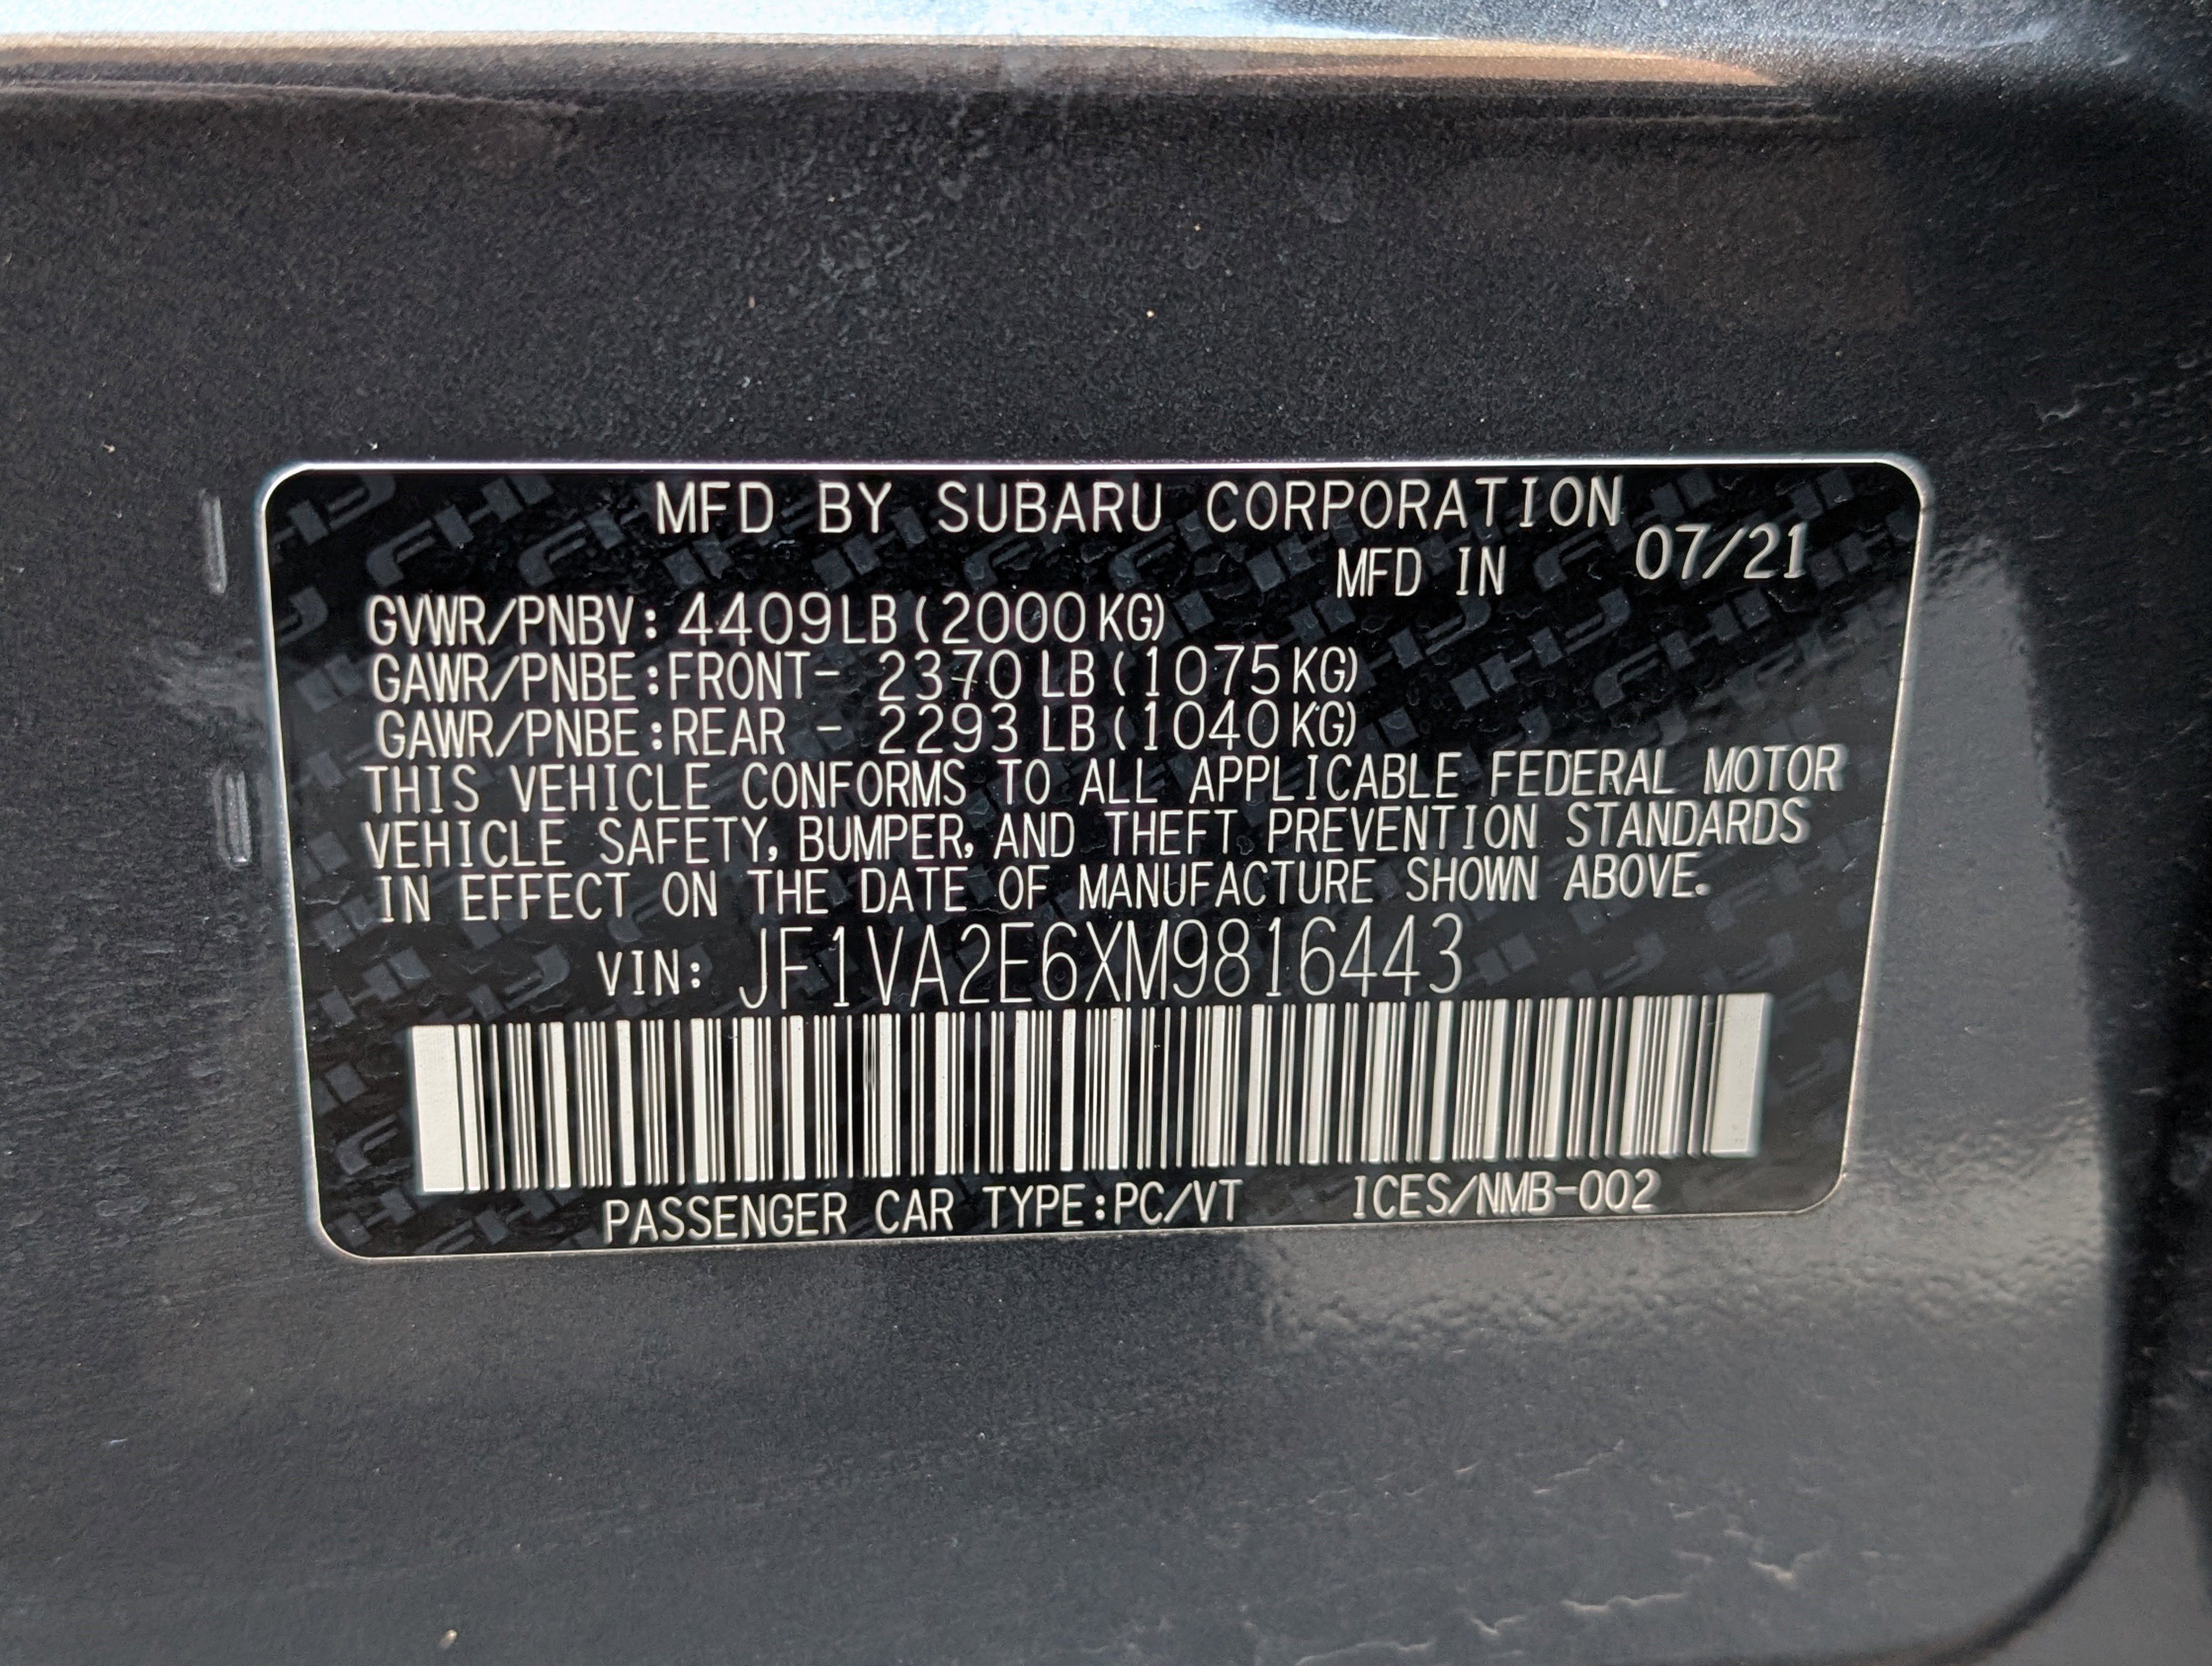 MFD BY SUBARU CORPORATION
MFD IN 07/21
GVWR/PNBV: 4409LB (2000KG)
GAWR/PNBE:FRONT- 2370 LB (1075KG)
GAWR/PNBE:REAR - 2293 LB (1040KG)
THIS VEHICLE CONFORMS TO ALL APPLICABLE FEDERAL MOTOR
VEHICLE SAFETY, BUMPER, AND THEFT PREVENTION STANDARDS
IN EFFECT ON THE DATE OF MANUFACTURE SHOWN ABOVE.
VIN: JF1VA2E6XM9816443
PASSENGER CAR TYPE:PC/VT ICES/NMB-002